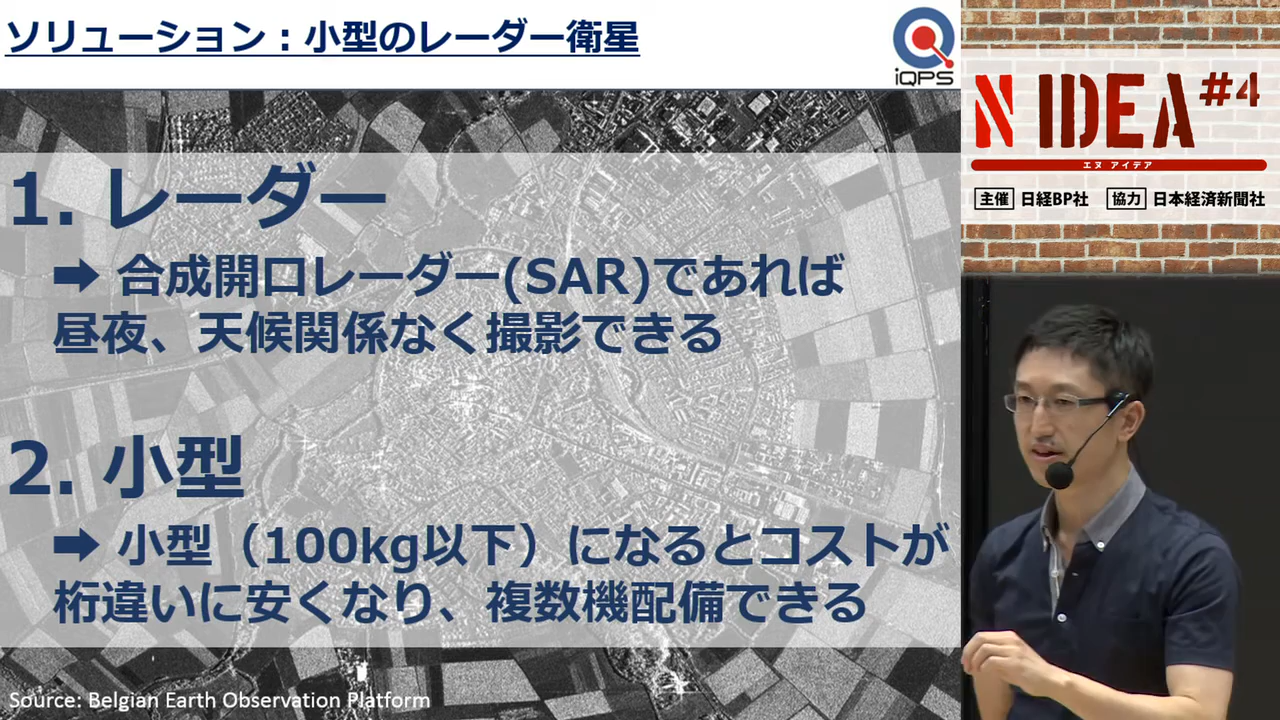 ソリューション：小型のレーダー衛星
iQPS
1. レーダー
➡ 合成開口レーダー(SAR)であれば
昼夜、天候関係なく撮影できる
2. 小型
➡ 小型（100kg以下）になるとコストが
桁違いに安くなり、複数機配備できる
Source: Belgian Earth Observation Platform
N IDEA #4
エヌ アイデア
主催 日経BP社 協力 日本経済新聞社